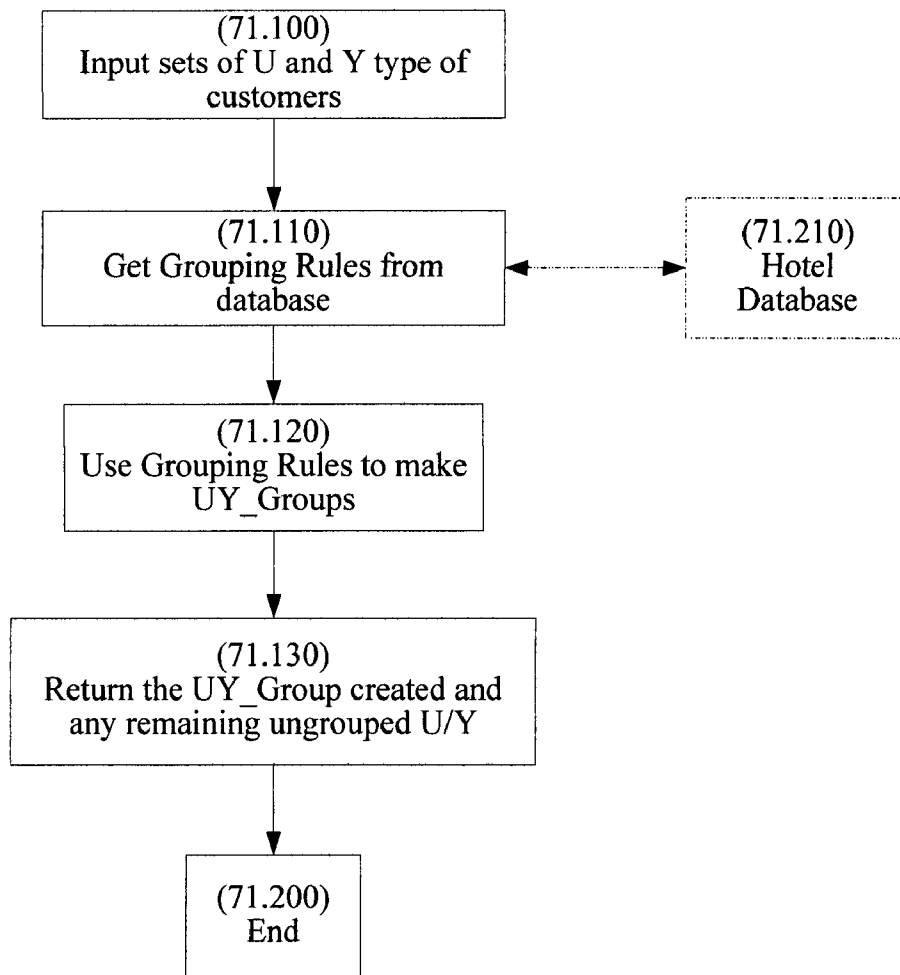 (71.100)
Input sets of U and Y type of
customers
(71.110)
Get Grouping Rules from
database
(71.210)
Hotel
Database
(71.120)
Use Grouping Rules to make
UY_Groups
(71.130)
Return the UY_Group created and
any remaining ungrouped U/Y
(71.200)
End